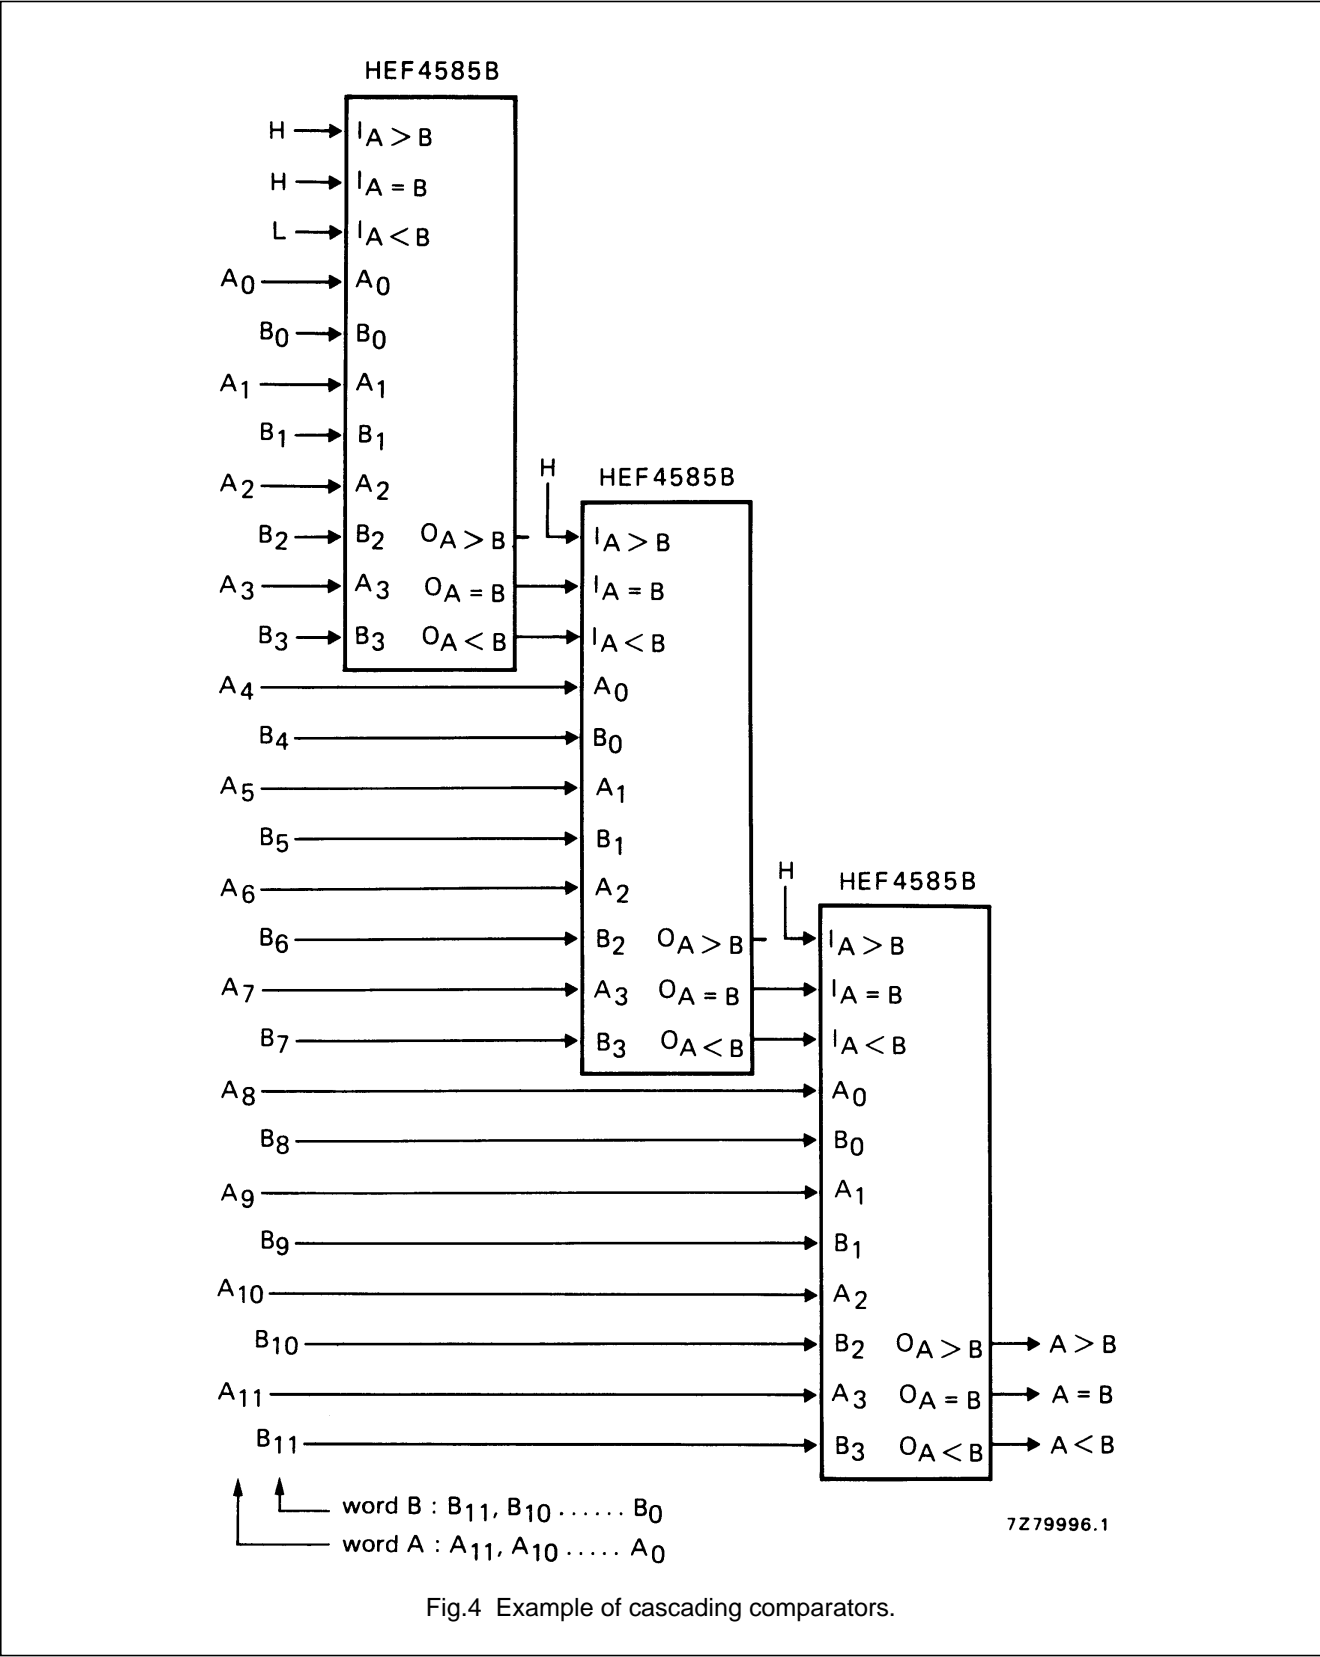 HEF4585B
H I A > B
H I A = B
L I A < B
A0 A0
B0 B0
A1 A1
B1 B1
A2 A2
B2 B2 O A > B
A3 A3 O A = B
B3 B3 O A < B
H HEF4585B
I A > B
I A = B
I A < B
A4 A0
B4 B0
A5 A1
B5 B1
A6 A2
B6 B2 O A > B
A7 A3 O A = B
B7 B3 O A < B
H HEF4585B
I A > B
I A = B
I A < B
A8 A0
B8 B0
A9 A1
B9 B1
A10 A2
B10 B2 O A > B A > B
A11 A3 O A = B A = B
B11 B3 O A < B A < B
word B : B11, B10 ...... B0
word A : A11, A10 ..... A0
7Z79996.1
Fig.4 Example of cascading comparators.